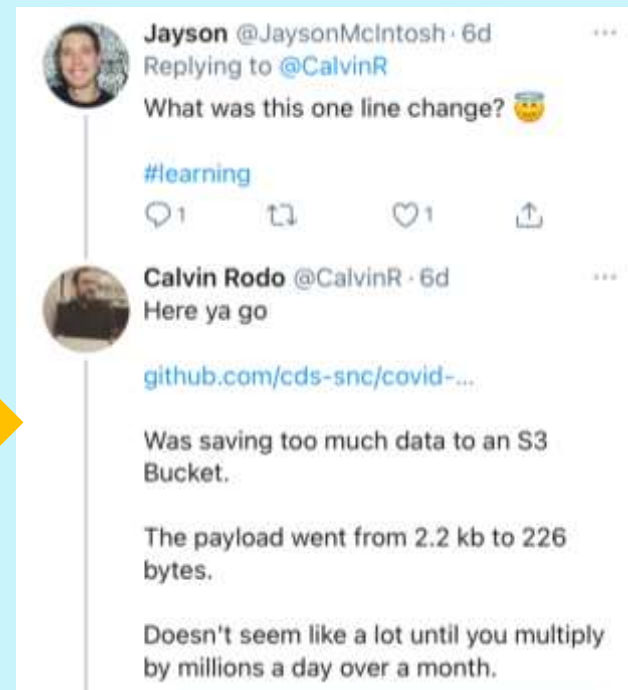 Jayson @JaysonMcIntosh · 6d
Replying to @CalvinR
What was this one line change? 😇
#learning
1 1
Calvin Rodo @CalvinR · 6d
Here ya go
github.com/cds-snc/covid-...
Was saving too much data to an S3
Bucket.
The payload went from 2.2 kb to 226
bytes.
Doesn't seem like a lot until you multiply
by millions a day over a month.